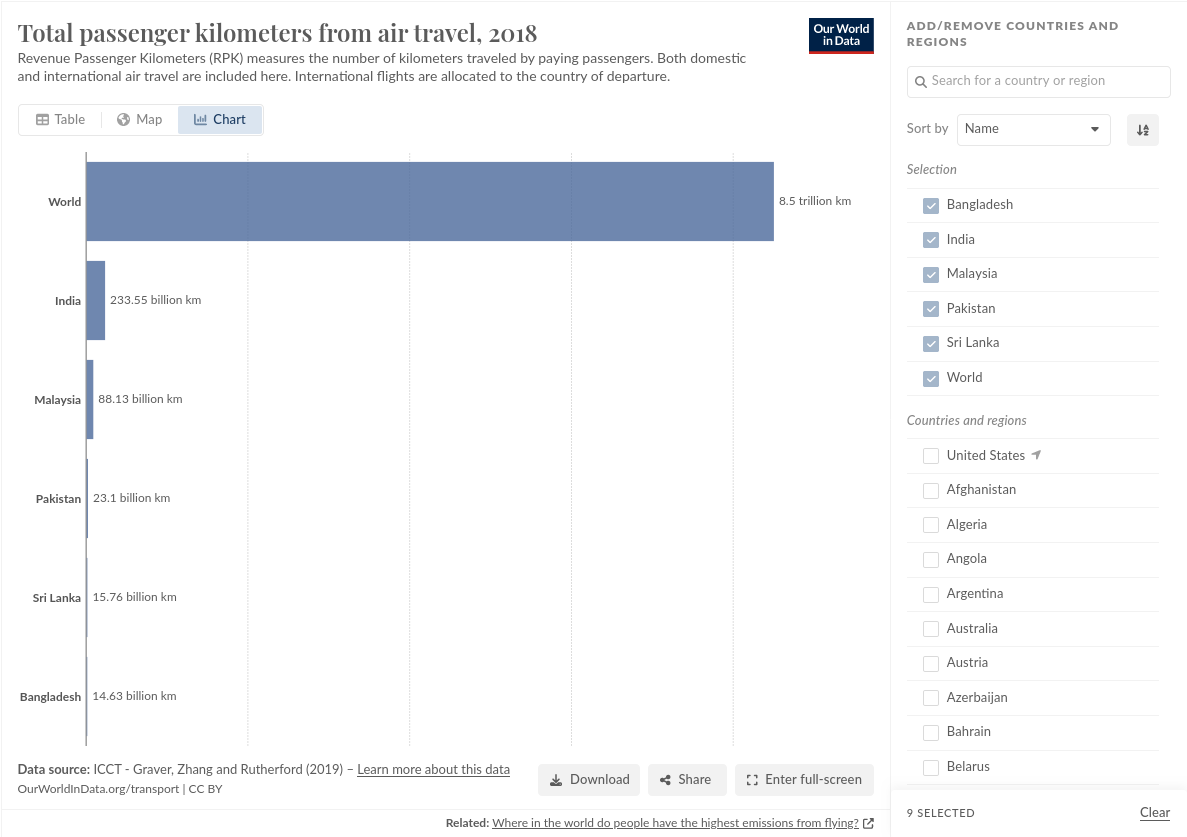 Total passenger kilometers from air travel, 2018
Revenue Passenger Kilometers (RPK) measures the number of kilometers traveled by paying passengers. Both domestic
and international air travel are included here. International flights are allocated to the country of departure.
Our World
in Data
Table
Map
Chart
World
8.5 trillion km
India
233.55 billion km
Malaysia
88.13 billion km
Pakistan
23.1 billion km
Sri Lanka
15.76 billion km
Bangladesh
14.63 billion km
Data source: ICCT - Graver, Zhang and Rutherford (2019) – Learn more about this data
OurWorldInData.org/transport | CC BY
Download
Share
Enter full-screen
Related: Where in the world do people have the highest emissions from flying?
ADD/REMOVE COUNTRIES AND
REGIONS
Search for a country or region
Sort by
Name
Selection
Bangladesh
India
Malaysia
Pakistan
Sri Lanka
World
Countries and regions
United States
Afghanistan
Algeria
Angola
Argentina
Australia
Austria
Azerbaijan
Bahrain
Belarus
9 SELECTED
Clear